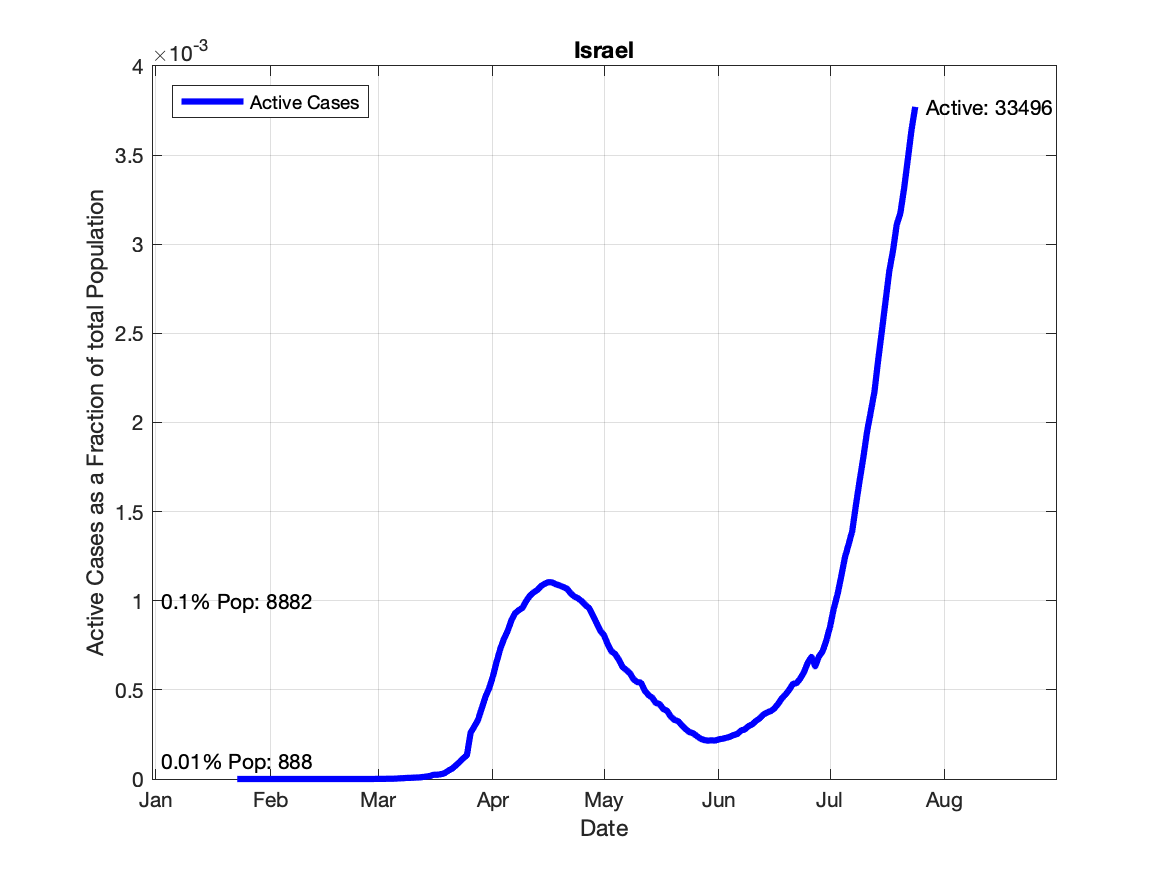 Israel
×10-3
4
3.5
3
2.5
2
1.5
1
0.5
0
Active Cases
Active: 33496
0.1% Pop: 8882
0.01% Pop: 888
Active Cases as a Fraction of total Population
Jan Feb Mar Apr May Jun Jul Aug
Date